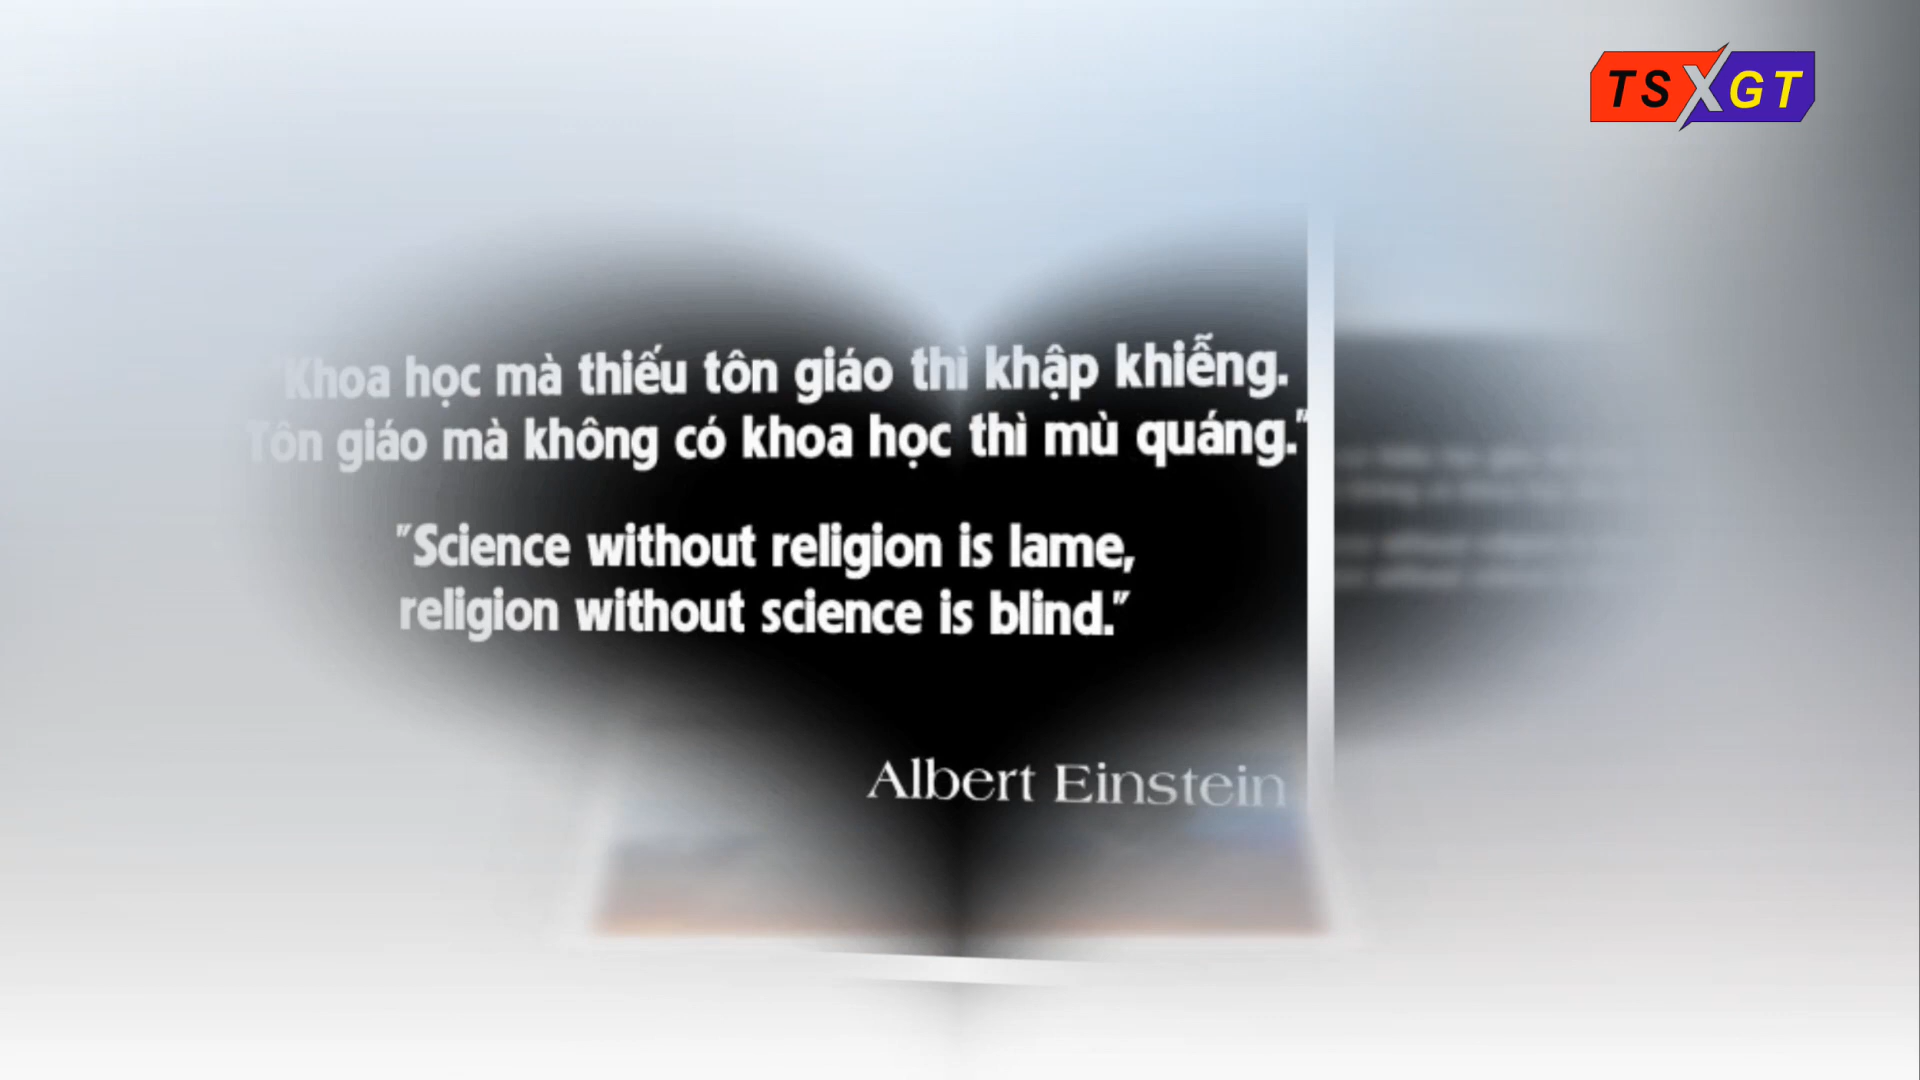 TSXGT
"Khoa học mà thiếu tôn giáo thì khập khiễng.
Tôn giáo mà không có khoa học thì mù quáng."
"Science without religion is lame,
religion without science is blind."
Albert Einstein